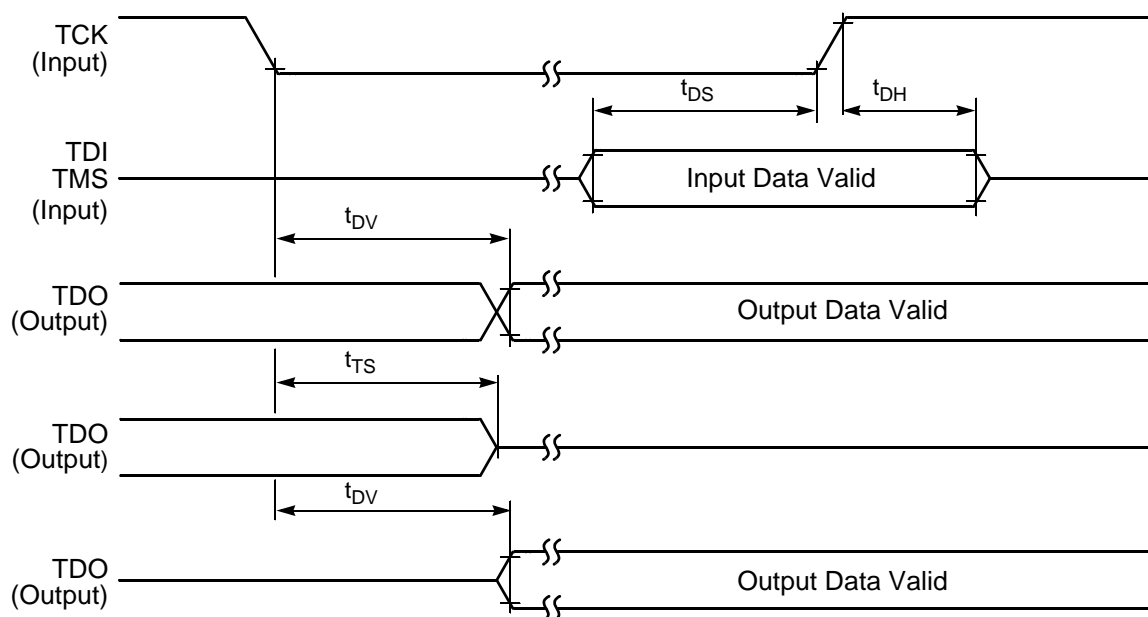 TCK
(Input)
tDS
tDH
TDI
TMS
(Input)
Input Data Valid
tDV
TDO
(Output)
Output Data Valid
tTS
TDO
(Output)
tDV
TDO
(Output)
Output Data Valid